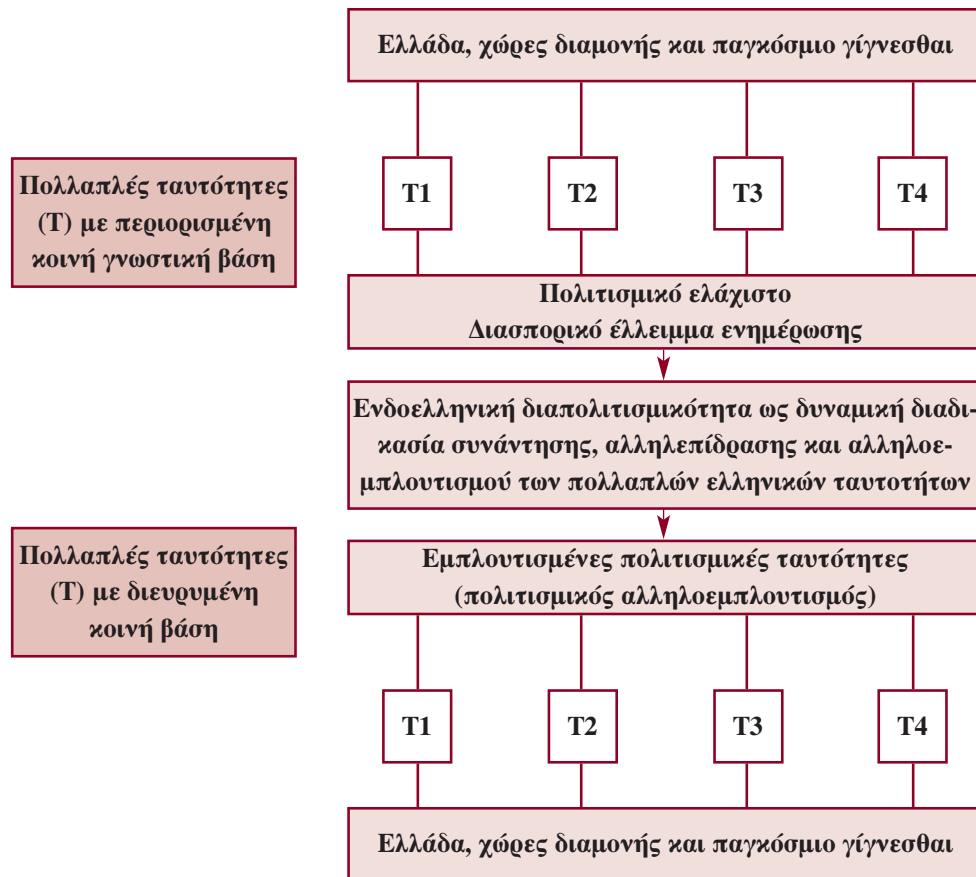 Ελλάδα, χώρες διαμονής και παγκόσμιο γίγνεσθαι
Πολλαπλές ταυτότητες
(Τ) με περιορισμένη
κοινή γνωστική βάση
Τ1 Τ2 Τ3 Τ4
Πολιτισμικό ελάχιστο
Διασπορικό έλλειμμα ενημέρωσης
Ενδοελληνική διαπολιτισμικότητα ως δυναμική διαδι-
κασία συνάντησης, αλληλεπίδρασης και αλληλοε-
μπλουτισμού των πολλαπλών ελληνικών ταυτοτήτων
Πολλαπλές ταυτότητες
(Τ) με διευρυμένη
κοινή βάση
Εμπλουτισμένες πολιτισμικές ταυτότητες
(πολιτισμικός αλληλοεμπλουτισμός)
Τ1 Τ2 Τ3 Τ4
Ελλάδα, χώρες διαμονής και παγκόσμιο γίγνεσθαι